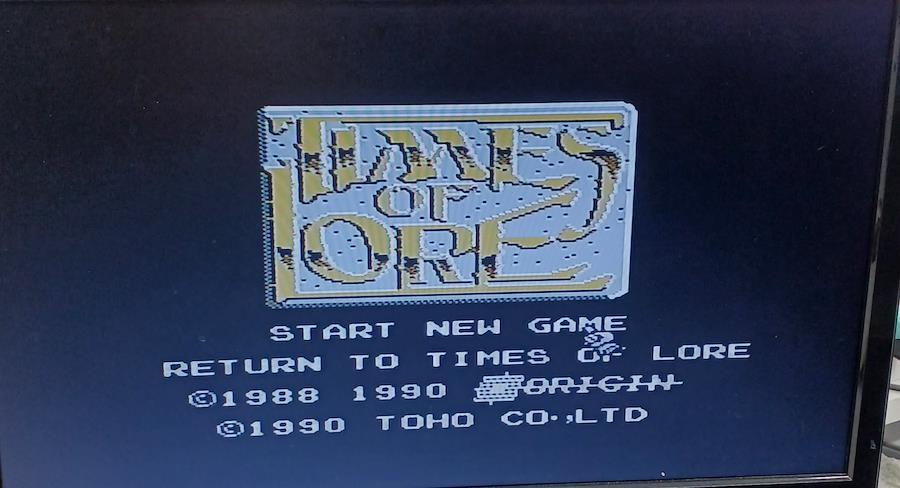 TIMES
OF
LORE
START NEW GAME
RETURN TO TIMES OF LORE
©1988 1990 ORIGIN
©1990 TOHO CO.,LTD